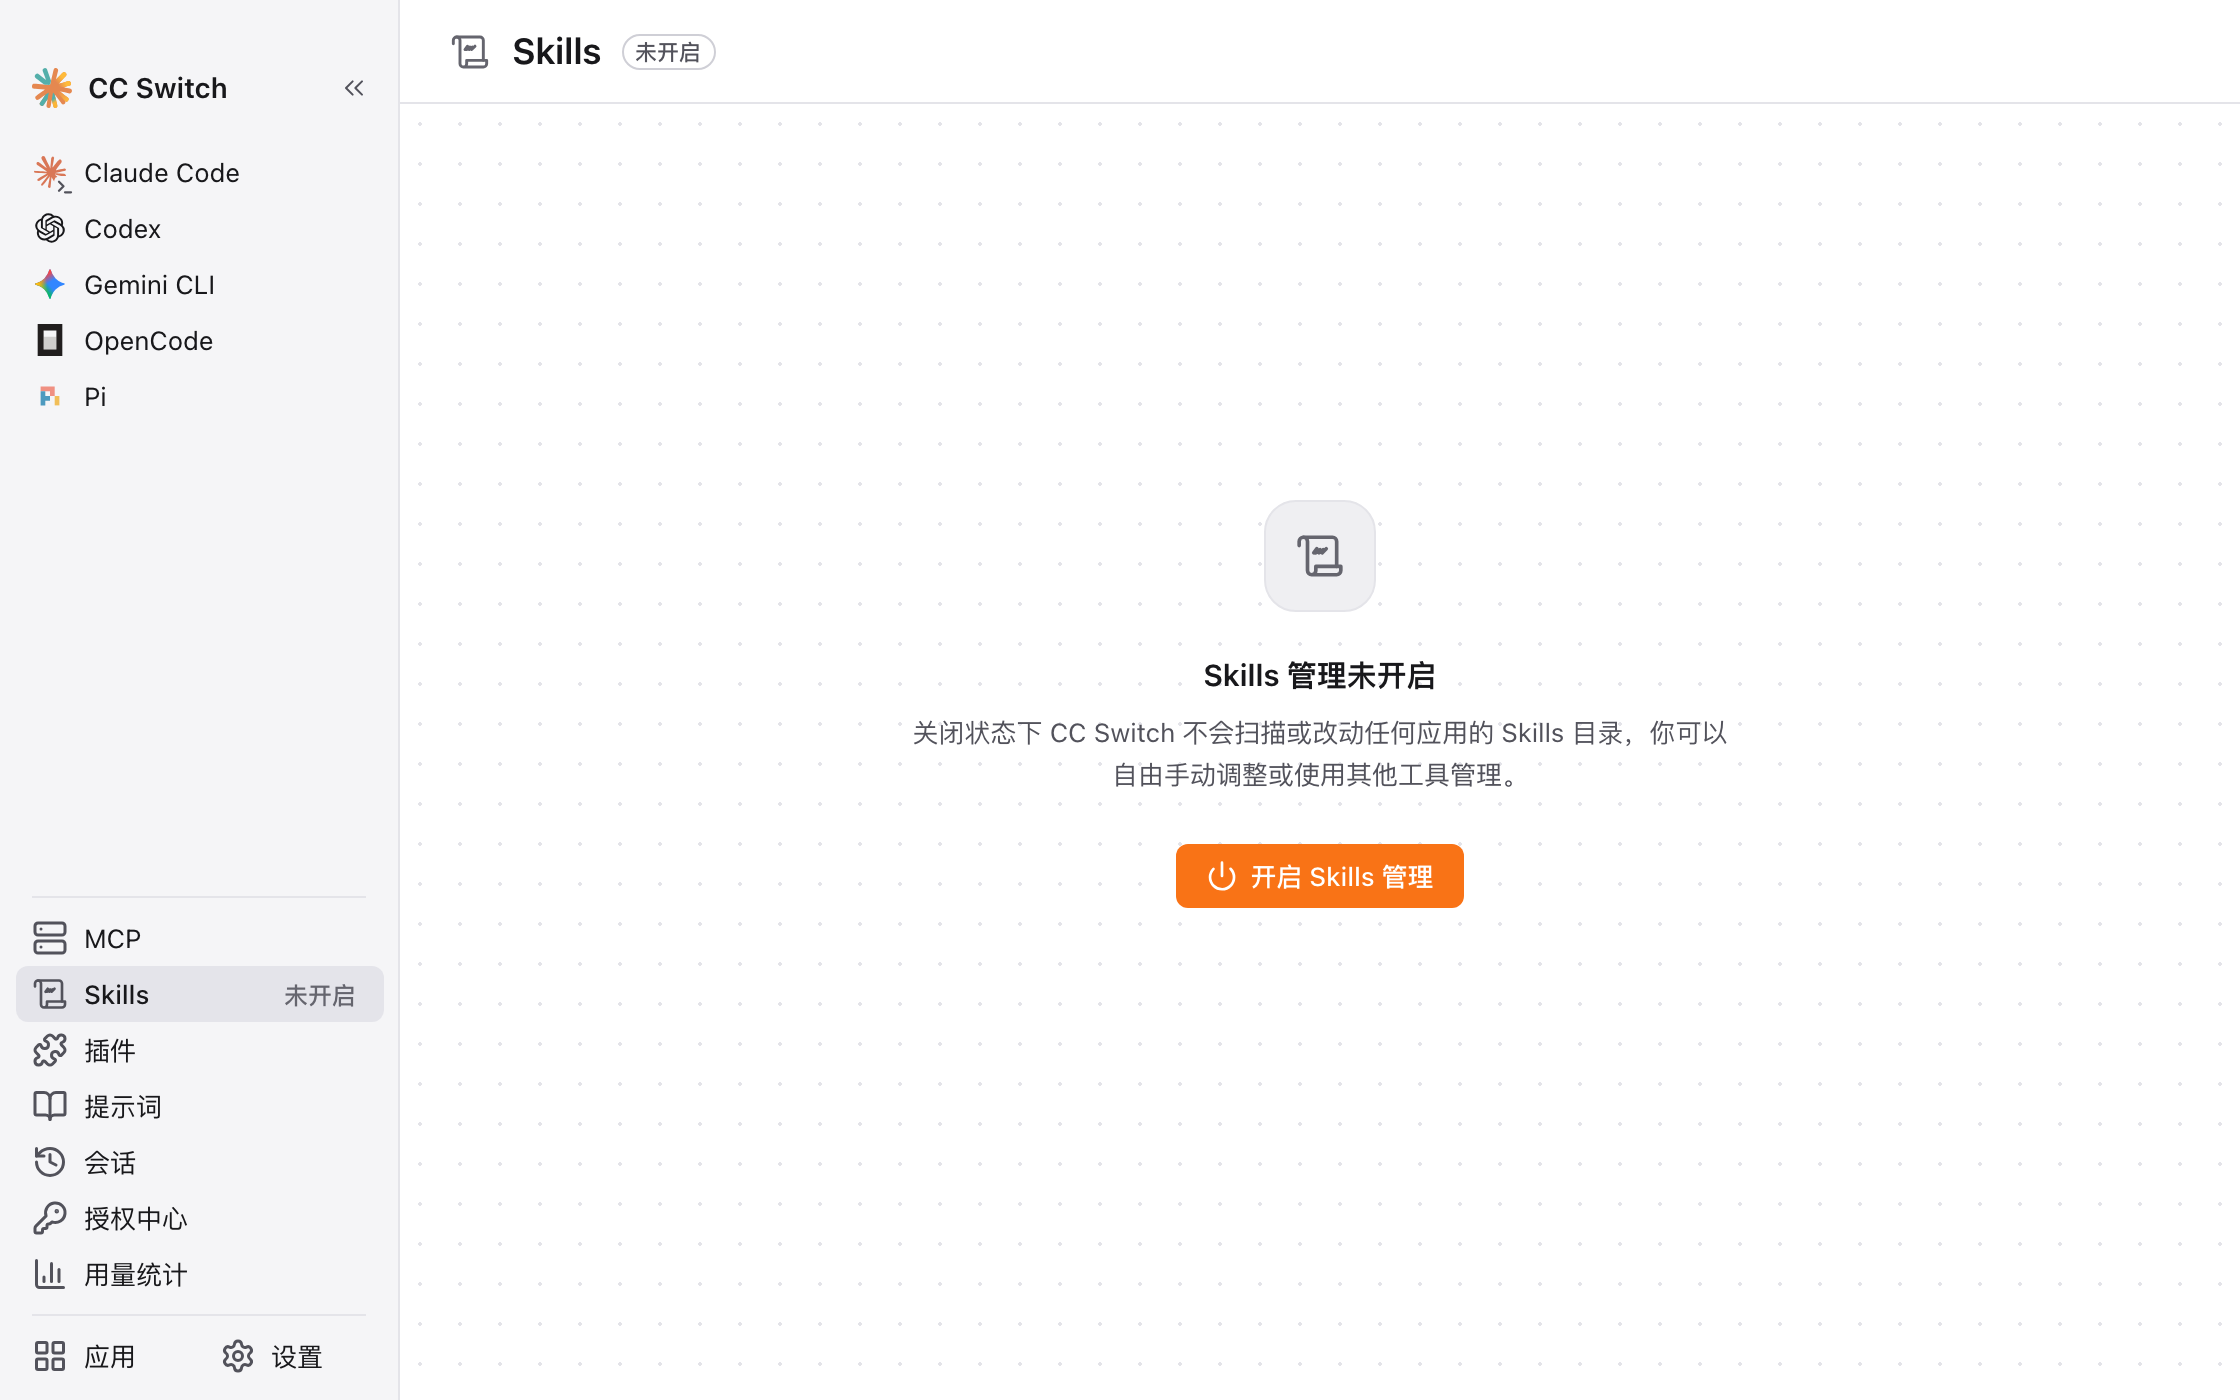 CC Switch
Claude Code
Codex
Gemini CLI
OpenCode
Pi
MCP
Skills 未开启
插件
提示词
会话
授权中心
用量统计
应用 设置
Skills 未开启
Skills 管理未开启
关闭状态下 CC Switch 不会扫描或改动任何应用的 Skills 目录，你可以
自由手动调整或使用其他工具管理。
开启 Skills 管理